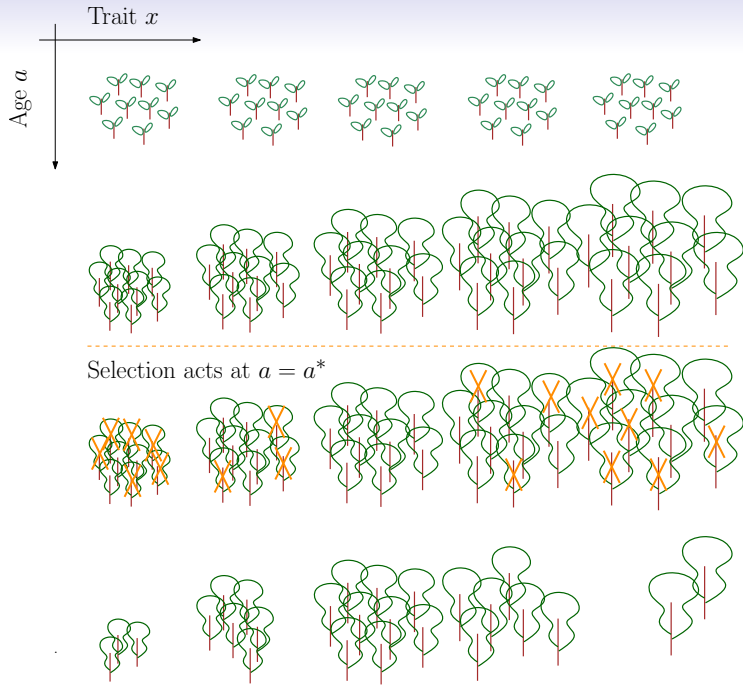 Trait x
Age a
Selection acts at a = a*